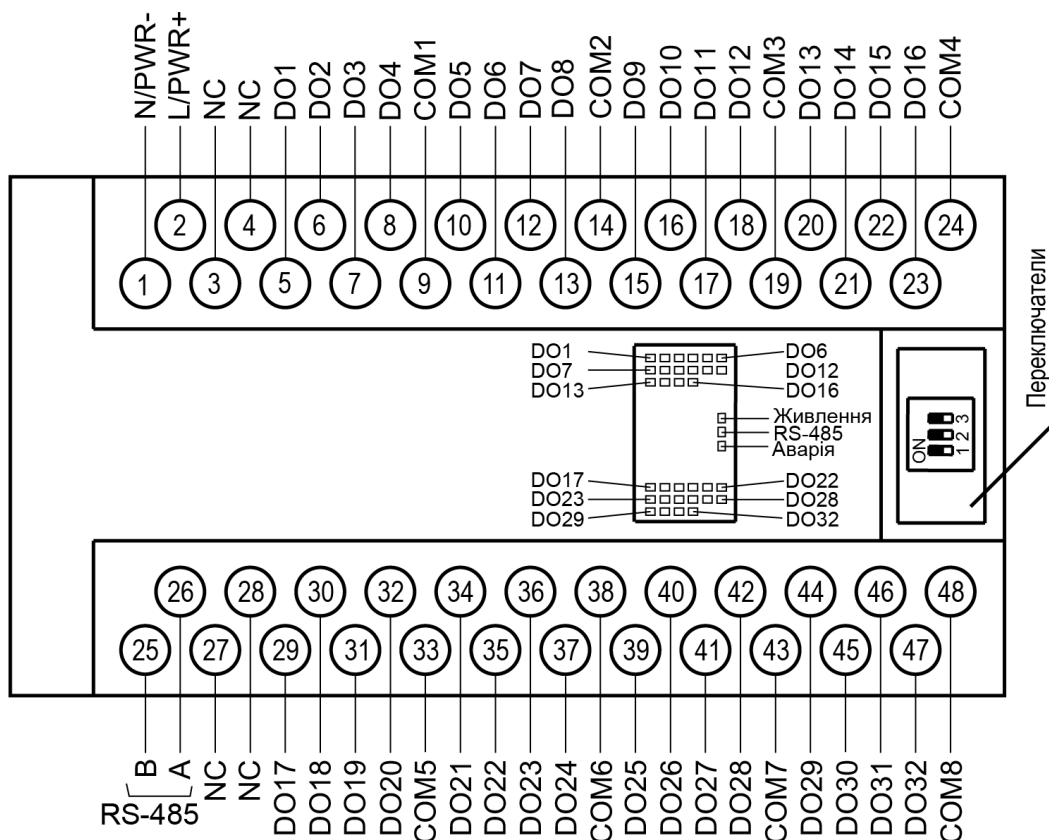 N/PWR-
L/PWR+
NC
NC
DO1
DO2
DO3
DO4
COM1
DO5
DO6
DO7
DO8
COM2
DO9
DO10
DO11
DO12
COM3
DO13
DO14
DO15
DO16
COM4
2 4 6 8 10 12 14 16 18 20 22 24
1 3 5 7 9 11 13 15 17 19 21 23
DO1 DO6
DO7 DO12
DO13 DO16
Живлення
RS-485
Аварія
DO17 DO22
DO23 DO28
DO29 DO32
ON
1 2 3
Переключатели
26 28 30 32 34 36 38 40 42 44 46 48
25 27 29 31 33 35 37 39 41 43 45 47
B
A
RS-485
NC
NC
DO17
DO18
DO19
DO20
COM5
DO21
DO22
DO23
DO24
COM6
DO25
DO26
DO27
DO28
COM7
DO29
DO30
DO31
DO32
COM8